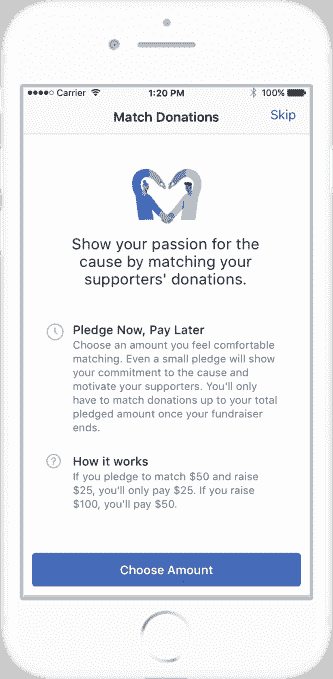 Carrier 1:20 PM 100%
Match Donations Skip
Show your passion for the
cause by matching your
supporters' donations.
Pledge Now, Pay Later
Choose an amount you feel comfortable
matching. Even a small pledge will show
your commitment to the cause and
motivate your supporters. You'll only
have to match donations up to your total
pledged amount once your fundraiser
ends.
How it works
If you pledge to match $50 and raise
$25, you'll only pay $25. If you raise
$100, you'll pay $50.
Choose Amount